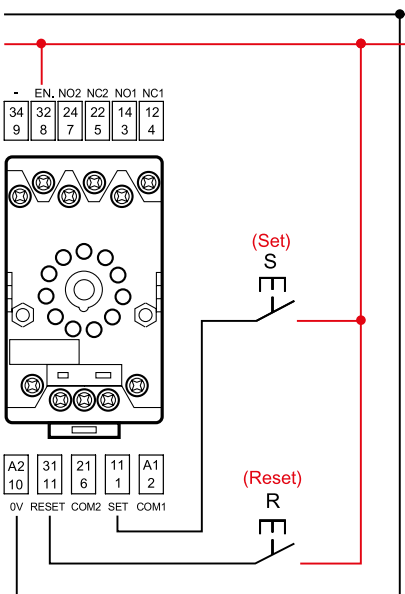 - EN. NO2 NC2 NO1 NC1
34 32 24 22 14 12
9 8 7 5 3 4
(Set)
S
A2 31 21 11 A1
10 11 6 1 2
0V RESET COM2 SET COM1
(Reset)
R